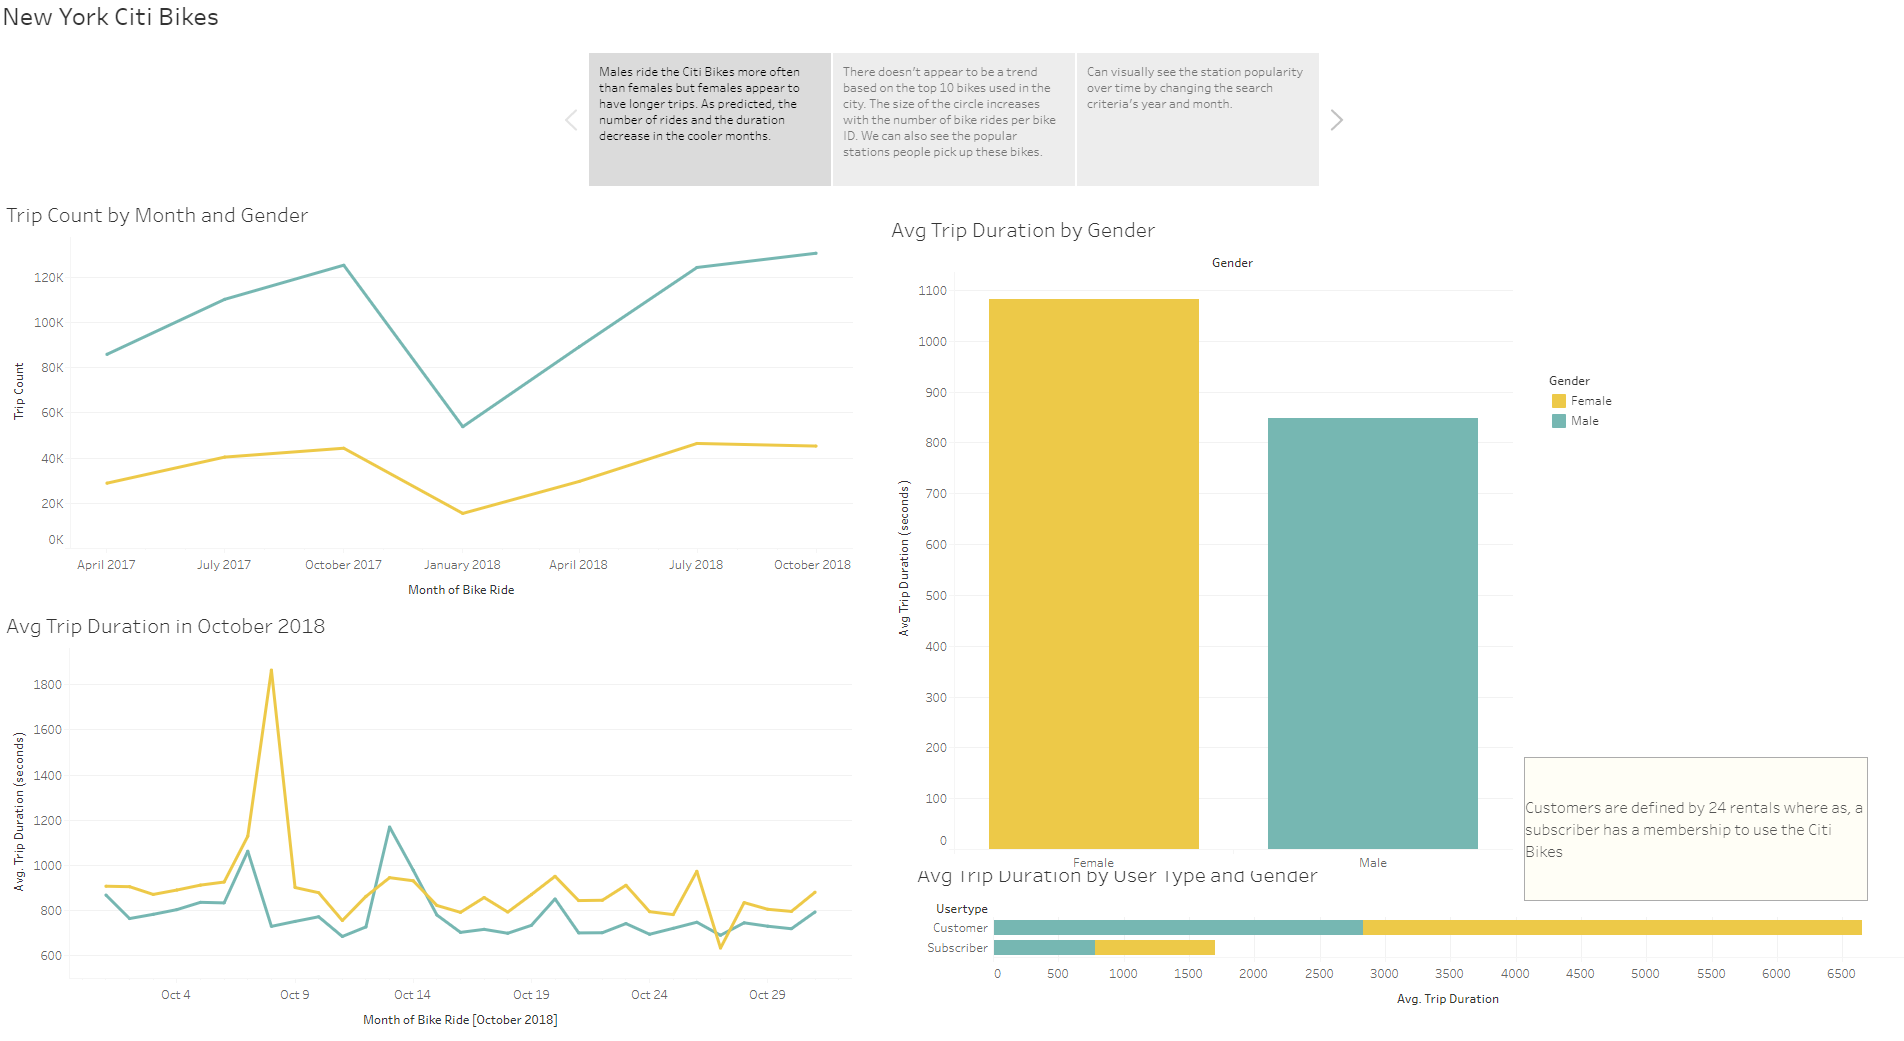 New York Citi Bikes
Males ride the Citi Bikes more often
than females but females appear to
have longer trips. As predicted, the
number of rides and the duration
decrease in the cooler months.
There doesn’t appear to be a trend
based on the top 10 bikes used in the
city. The size of the circle increases
with the number of bike rides per bike
ID. We can also see the popular
stations people pick up these bikes.
Can visually see the station popularity
over time by changing the search
criteria’s year and month.
Trip Count by Month and Gender
Trip Count
120K
100K
80K
60K
40K
20K
0K
April 2017
July 2017
October 2017
January 2018
April 2018
July 2018
October 2018
Month of Bike Ride
Avg Trip Duration in October 2018
Avg. Trip Duration (seconds)
1800
1600
1400
1200
1000
800
600
Oct 4
Oct 9
Oct 14
Oct 19
Oct 24
Oct 29
Month of Bike Ride [October 2018]
Avg Trip Duration by Gender
Gender
Avg Trip Duration (seconds)
1100
1000
900
800
700
600
500
400
300
200
100
0
Female
Male
Gender
Female
Male
Customers are defined by 24 rentals where as, a
subscriber has a membership to use the Citi
Bikes
Avg Trip Duration by User Type and Gender
Usertype
Customer
Subscriber
0
500
1000
1500
2000
2500
3000
3500
4000
4500
5000
5500
6000
6500
Avg. Trip Duration